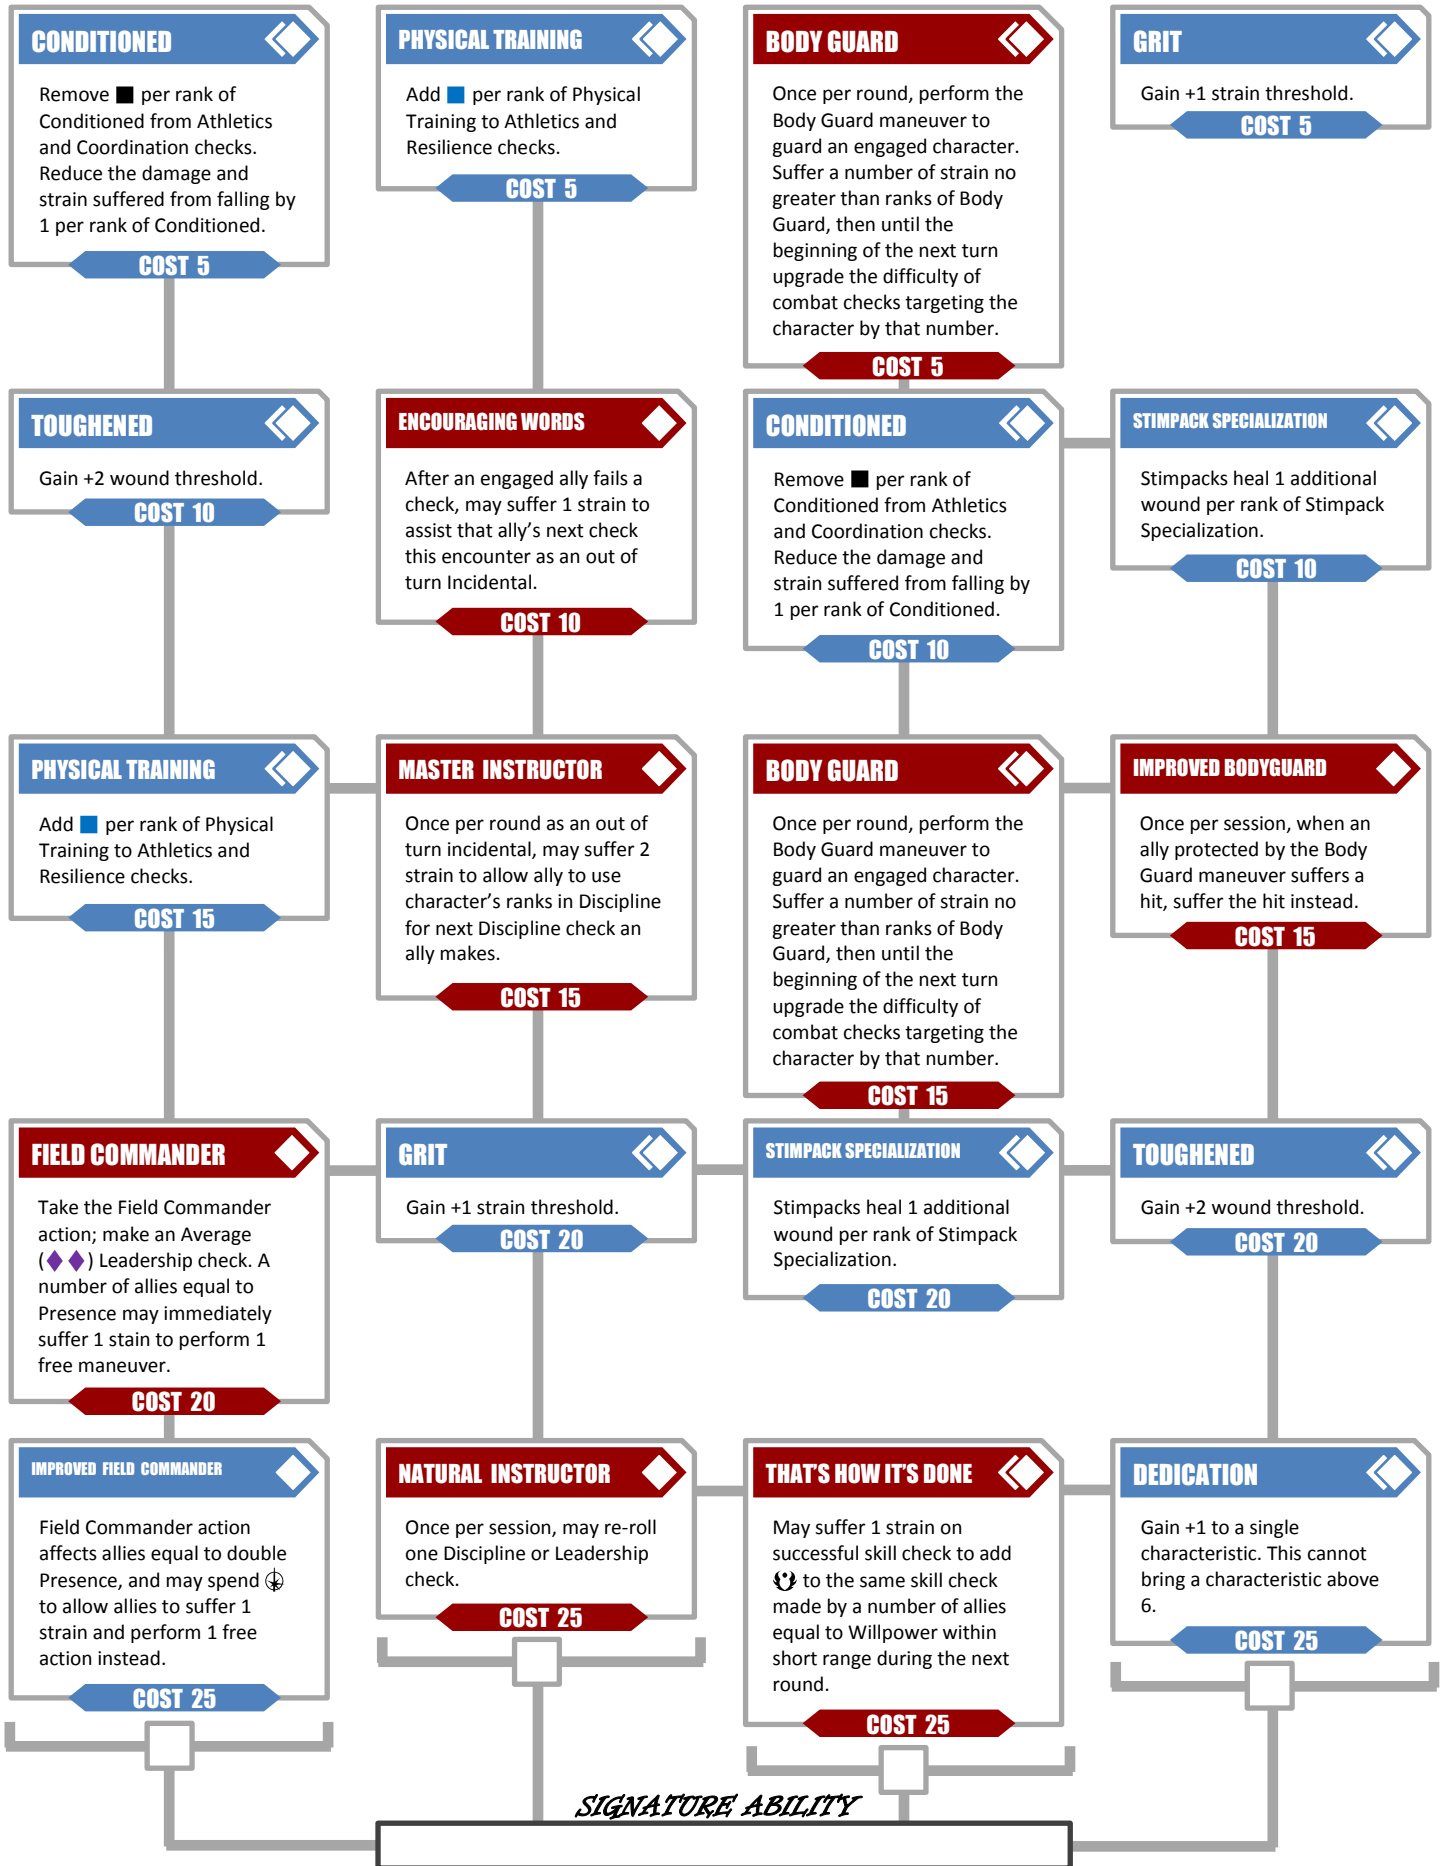 CONDITIONED
Remove per rank of
Conditioned from Athletics
and Coordination checks.
Reduce the damage and
strain suffered from falling by
1 per rank of Conditioned.
COST 5
PHYSICAL TRAINING
Add per rank of Physical
Training to Athletics and
Resilience checks.
COST 5
BODY GUARD
Once per round, perform the
Body Guard maneuver to
guard an engaged character.
Suffer a number of strain no
greater than ranks of Body
Guard, then until the
beginning of the next turn
upgrade the difficulty of
combat checks targeting the
character by that number.
COST 5
GRIT
Gain +1 strain threshold.
COST 5
TOUGHENED
Gain +2 wound threshold.
COST 10
ENCOURAGING WORDS
After an engaged ally fails a
check, may suffer 1 strain to
assist that ally's next check
this encounter as an out of
turn Incidental.
COST 10
CONDITIONED
Remove per rank of
Conditioned from Athletics
and Coordination checks.
Reduce the damage and
strain suffered from falling by
1 per rank of Conditioned.
COST 10
STIMPACK SPECIALIZATION
Stimpacks heal 1 additional
wound per rank of Stimpack
Specialization.
COST 10
PHYSICAL TRAINING
Add per rank of Physical
Training to Athletics and
Resilience checks.
COST 15
MASTER INSTRUCTOR
Once per round as an out of
turn incidental, may suffer 2
strain to allow ally to use
character's ranks in Discipline
for next Discipline check an
ally makes.
COST 15
BODY GUARD
Once per round, perform the
Body Guard maneuver to
guard an engaged character.
Suffer a number of strain no
greater than ranks of Body
Guard, then until the
beginning of the next turn
upgrade the difficulty of
combat checks targeting the
character by that number.
COST 15
IMPROVED BODYGUARD
Once per session, when an
ally protected by the Body
Guard maneuver suffers a
hit, suffer the hit instead.
COST 15
FIELD COMMANDER
Take the Field Commander
action; make an Average
(♦♦) Leadership check. A
number of allies equal to
Presence may immediately
suffer 1 stain to perform 1
free maneuver.
COST 20
GRIT
Gain +1 strain threshold.
COST 20
STIMPACK SPECIALIZATION
Stimpacks heal 1 additional
wound per rank of Stimpack
Specialization.
COST 20
TOUGHENED
Gain +2 wound threshold.
COST 20
IMPROVED FIELD COMMANDER
Field Commander action
affects allies equal to double
Presence, and may spend
to allow allies to suffer 1
strain and perform 1 free
action instead.
COST 25
NATURAL INSTRUCTOR
Once per session, may re-roll
one Discipline or Leadership
check.
COST 25
THAT'S HOW IT'S DONE
May suffer 1 strain on
successful skill check to add
to the same skill check
made by a number of allies
equal to Willpower within
short range during the next
round.
COST 25
DEDICATION
Gain +1 to a single
characteristic. This cannot
bring a characteristic above
6.
COST 25
SIGNATURE ABILITY